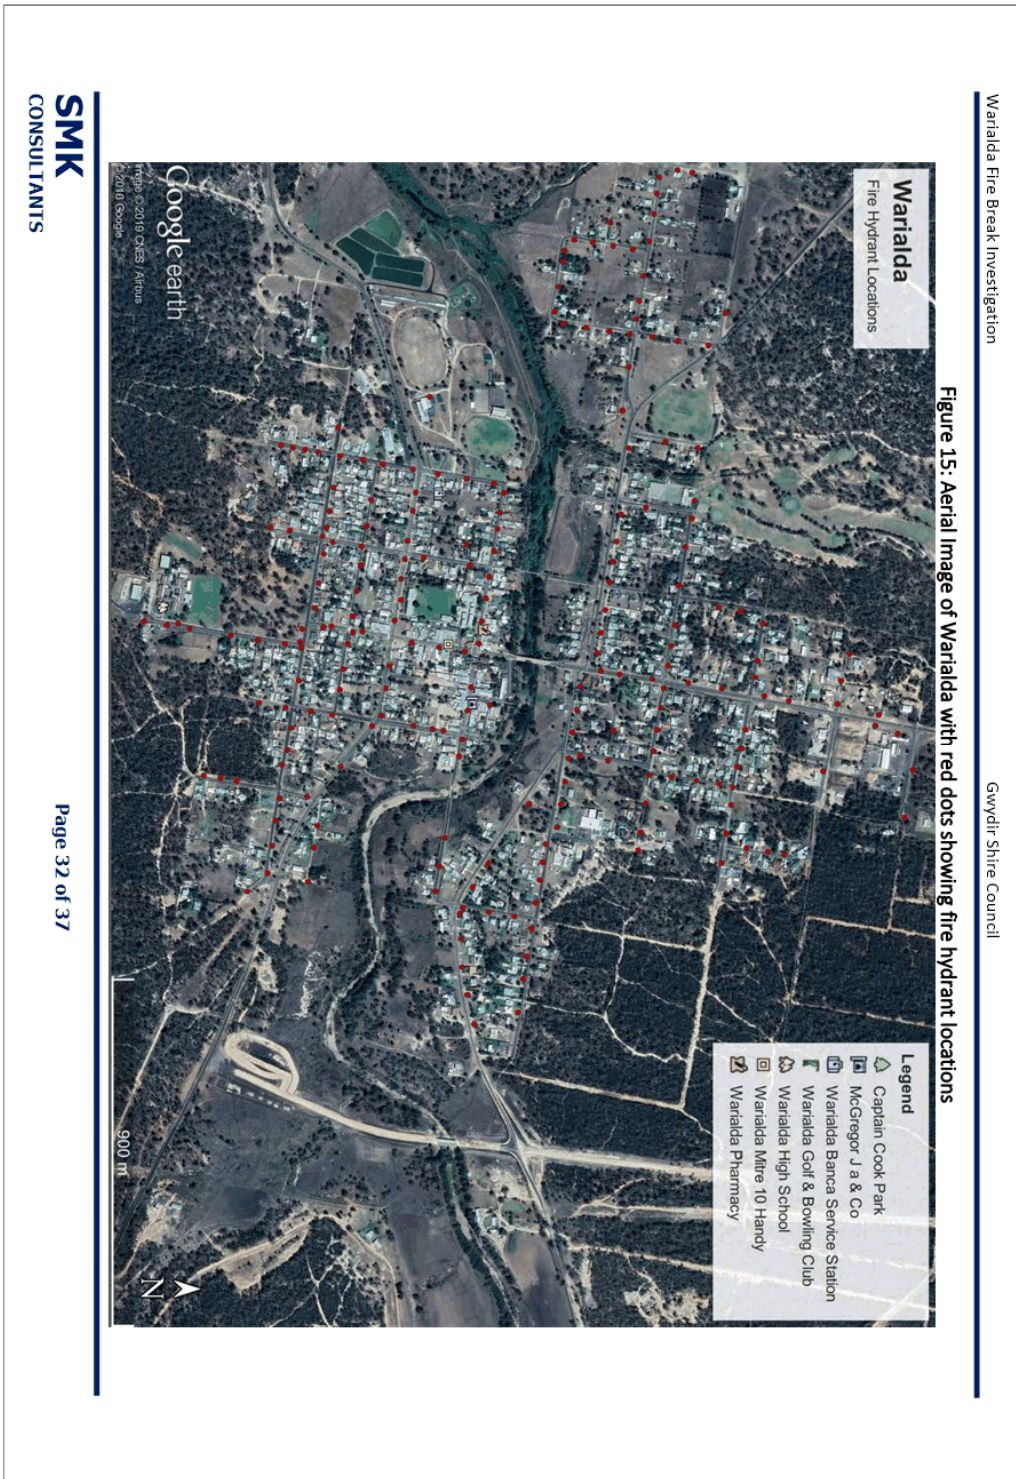 Warialda Fire Break Investigation
Gwydir Shire Council
Figure 15: Aerial Image of Warialda with red dots showing fire hydrant locations
Warialda
Fire Hydrant Locations
Legend
Captain Cook Park
McGregor J a & Co
Warialda Banca Service Station
Warialda Golf & Bowling Club
Warialda High School
Warialda Mitre 10 Handy
Warialda Pharmacy
Google earth
Image © 2019 CNES / Airbus
© 2018 Google
900 m
N
SMK
CONSULTANTS
Page 32 of 37